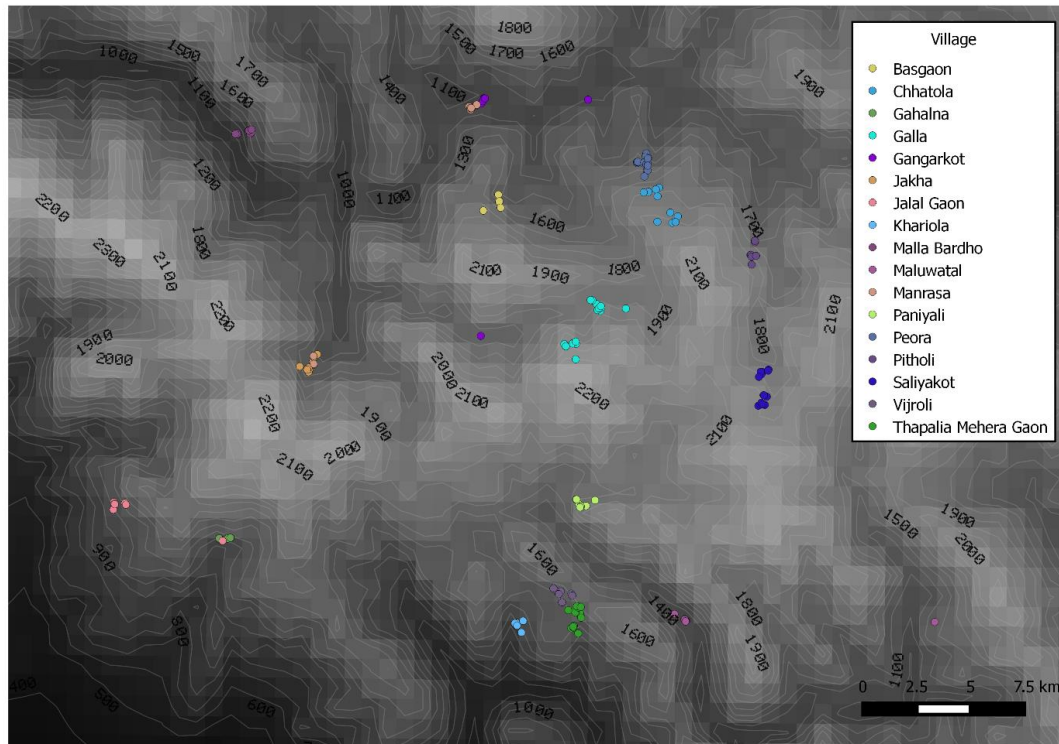 1800
1500
1700
1600
1000
1900
1700
1600
1100
1400
1100
1900
1300
1200
1000
1100
1600
2200
2300
2100
1800
2200
1700
2100
1900
1800
1900
2100
1800
1900
2000
2000
2100
2200
2200
1900
2100
2000
2100
900
800
400
500
600
1600
1400
1600
1000
1800
1900
1500
1900
2000
1100
Village
Basgaon
Chhatola
Gahalna
Galla
Gangarkot
Jakha
Jalal Gaon
Khariola
Malla Bardho
Maluwatal
Manrasa
Paniyali
Peora
Pitholi
Saliyakot
Vijroli
Thapalia Mehera Gaon
0 2.5 5 7.5 km